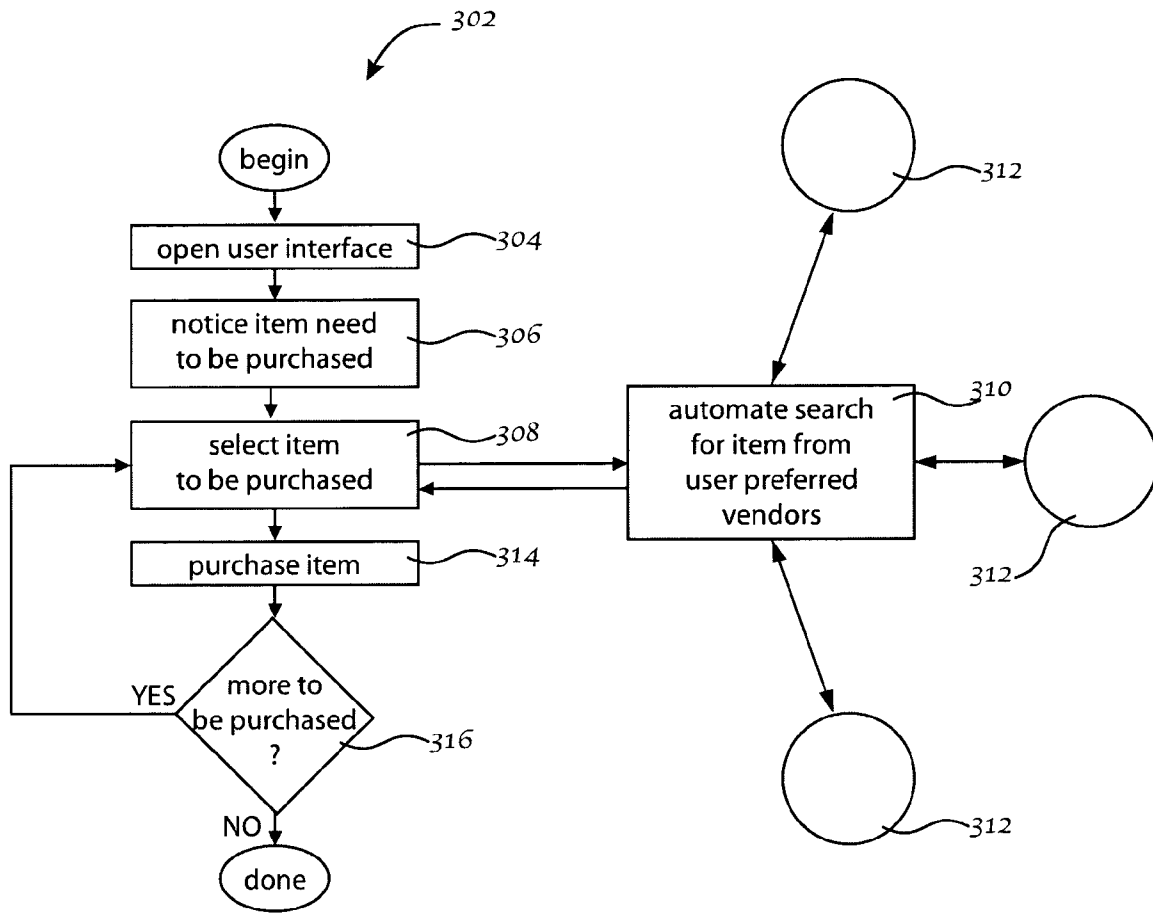 302
begin
open user interface
304
notice item need
to be purchased
306
select item
to be purchased
308
automate search
for item from
user preferred
vendors
310
312
312
312
purchase item
314
more to
be purchased
?
316
YES
NO
done